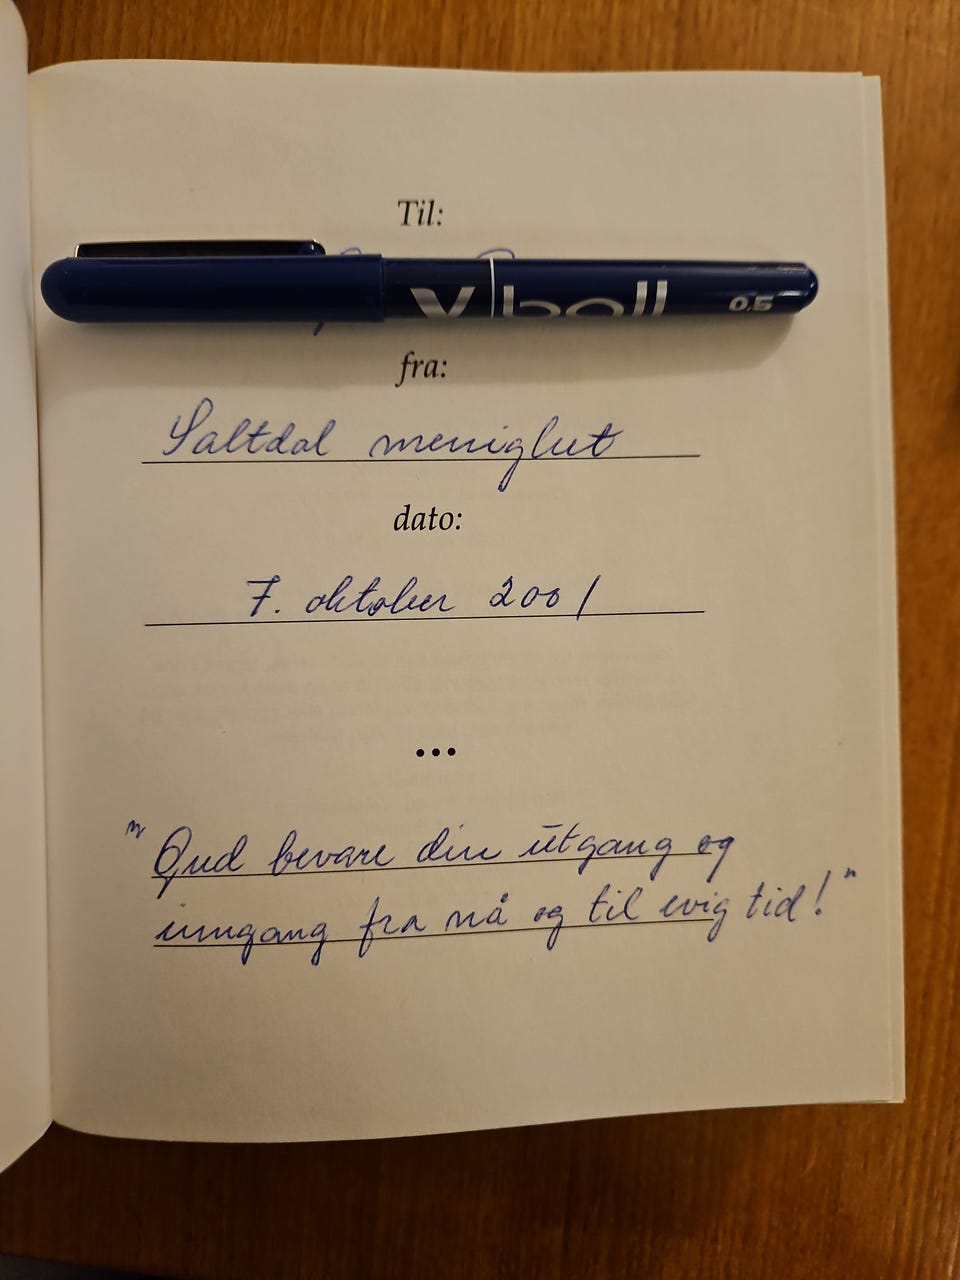 Til:
V ball 0.5
fra:
Saltdal menighet
dato:
7. oktober 2001
...
"Gud bevare din ūtgang og
inngang fra nå og til evig tid!"